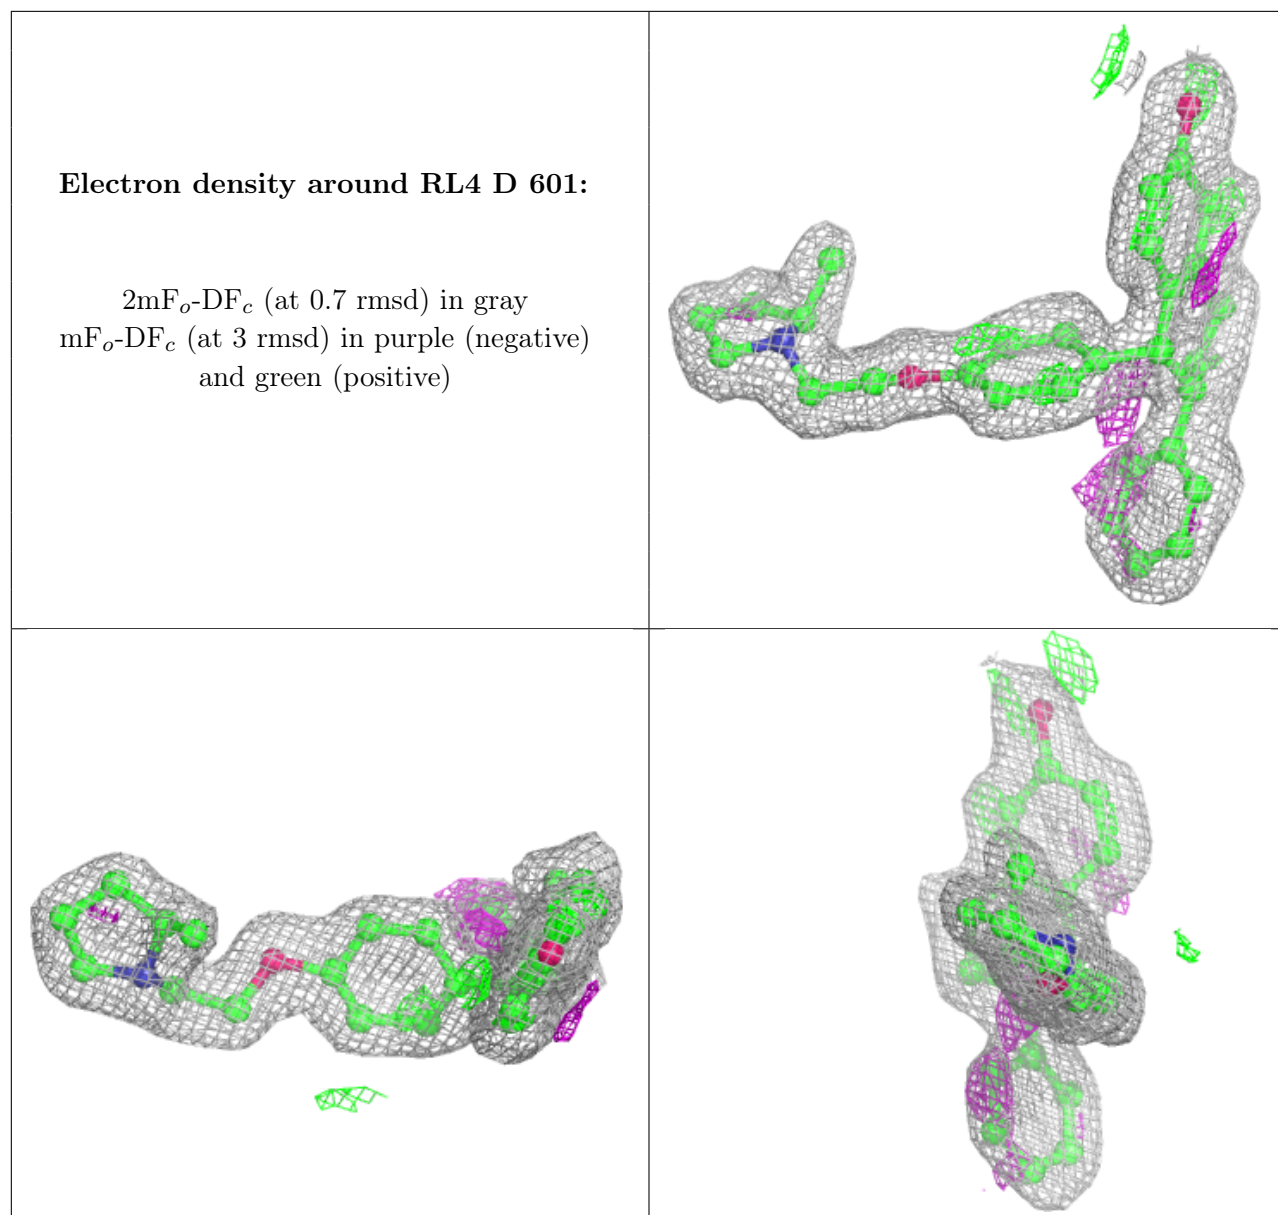 Electron density around RL4 D 601:
2mFo-DFc (at 0.7 rmsd) in gray
mFo-DFc (at 3 rmsd) in purple (negative)
and green (positive)